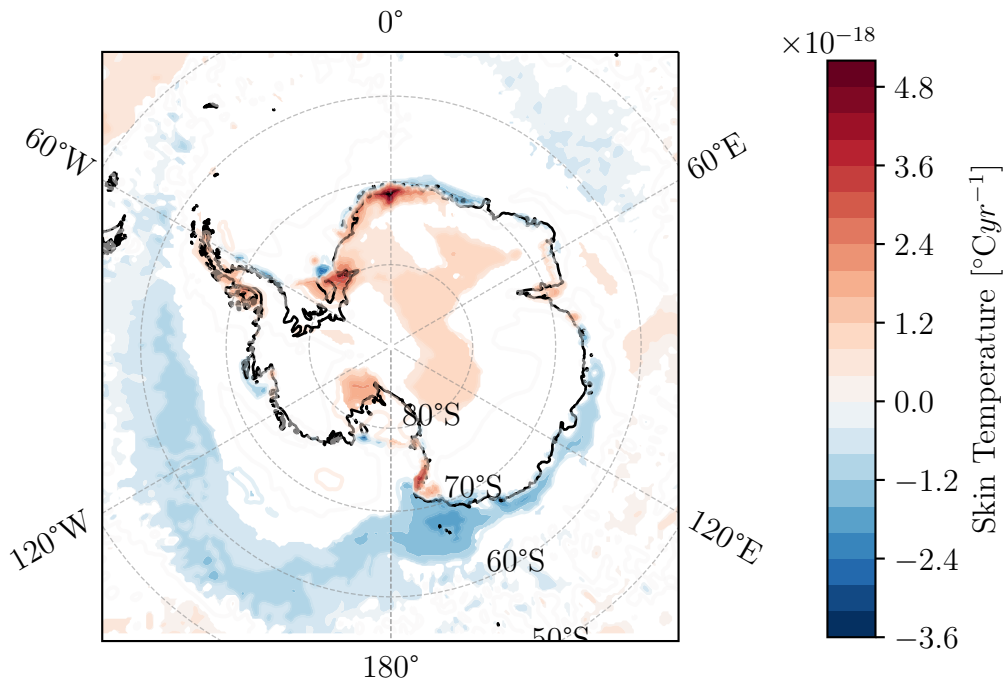 0°
×10⁻¹⁸
60°W
60°E
4.8
3.6
2.4
1.2
0.0
−1.2
−2.4
−3.6
Skin Temperature [°Cyr⁻¹]
80°S
70°S
60°S
50°S
120°W
120°E
180°